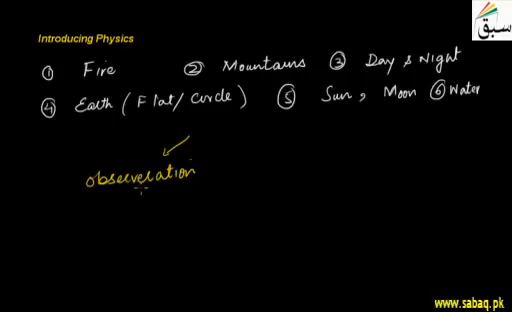 سبق
Introducing Physics
① Fire ② Mountains ③ Day & Night
④ Earth (Flat/Circle) ⑤ Sun, Moon ⑥ Water
observeration
www.sabaq.pk